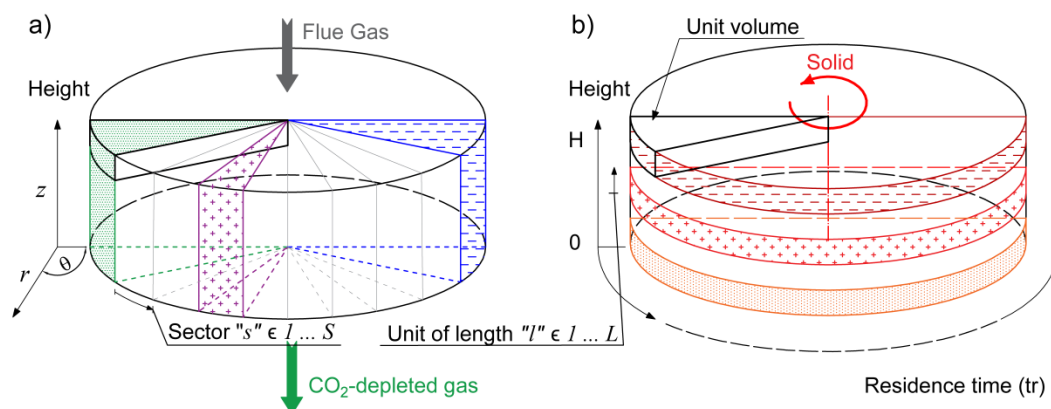 a)
Flue Gas
Height
z
r
θ
Sector "s" ϵ 1 ... S
CO₂-depleted gas
b)
Unit volume
Solid
Height
H
0
Unit of length "l" ϵ 1 ... L
Residence time (tr)